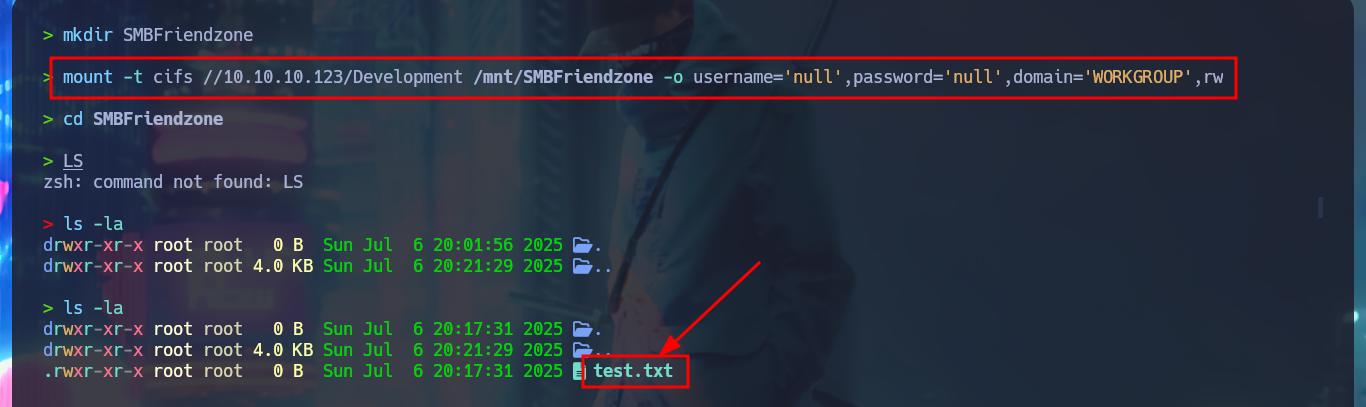 > mkdir SMBFriendzone
> mount -t cifs //10.10.10.123/Development /mnt/SMBFriendzone -o username='null',password='null',domain='WORKGROUP',rw
> cd SMBFriendzone
> LS
zsh: command not found: LS
> ls -la
drwxr-xr-x root root   0 B  Sun Jul  6 20:01:56 2025 .
drwxr-xr-x root root 4.0 KB Sun Jul  6 20:21:29 2025 ..
> ls -la
drwxr-xr-x root root   0 B  Sun Jul  6 20:17:31 2025 .
drwxr-xr-x root root 4.0 KB Sun Jul  6 20:21:29 2025 ..
.rwxr-xr-x root root   0 B  Sun Jul  6 20:17:31 2025 test.txt